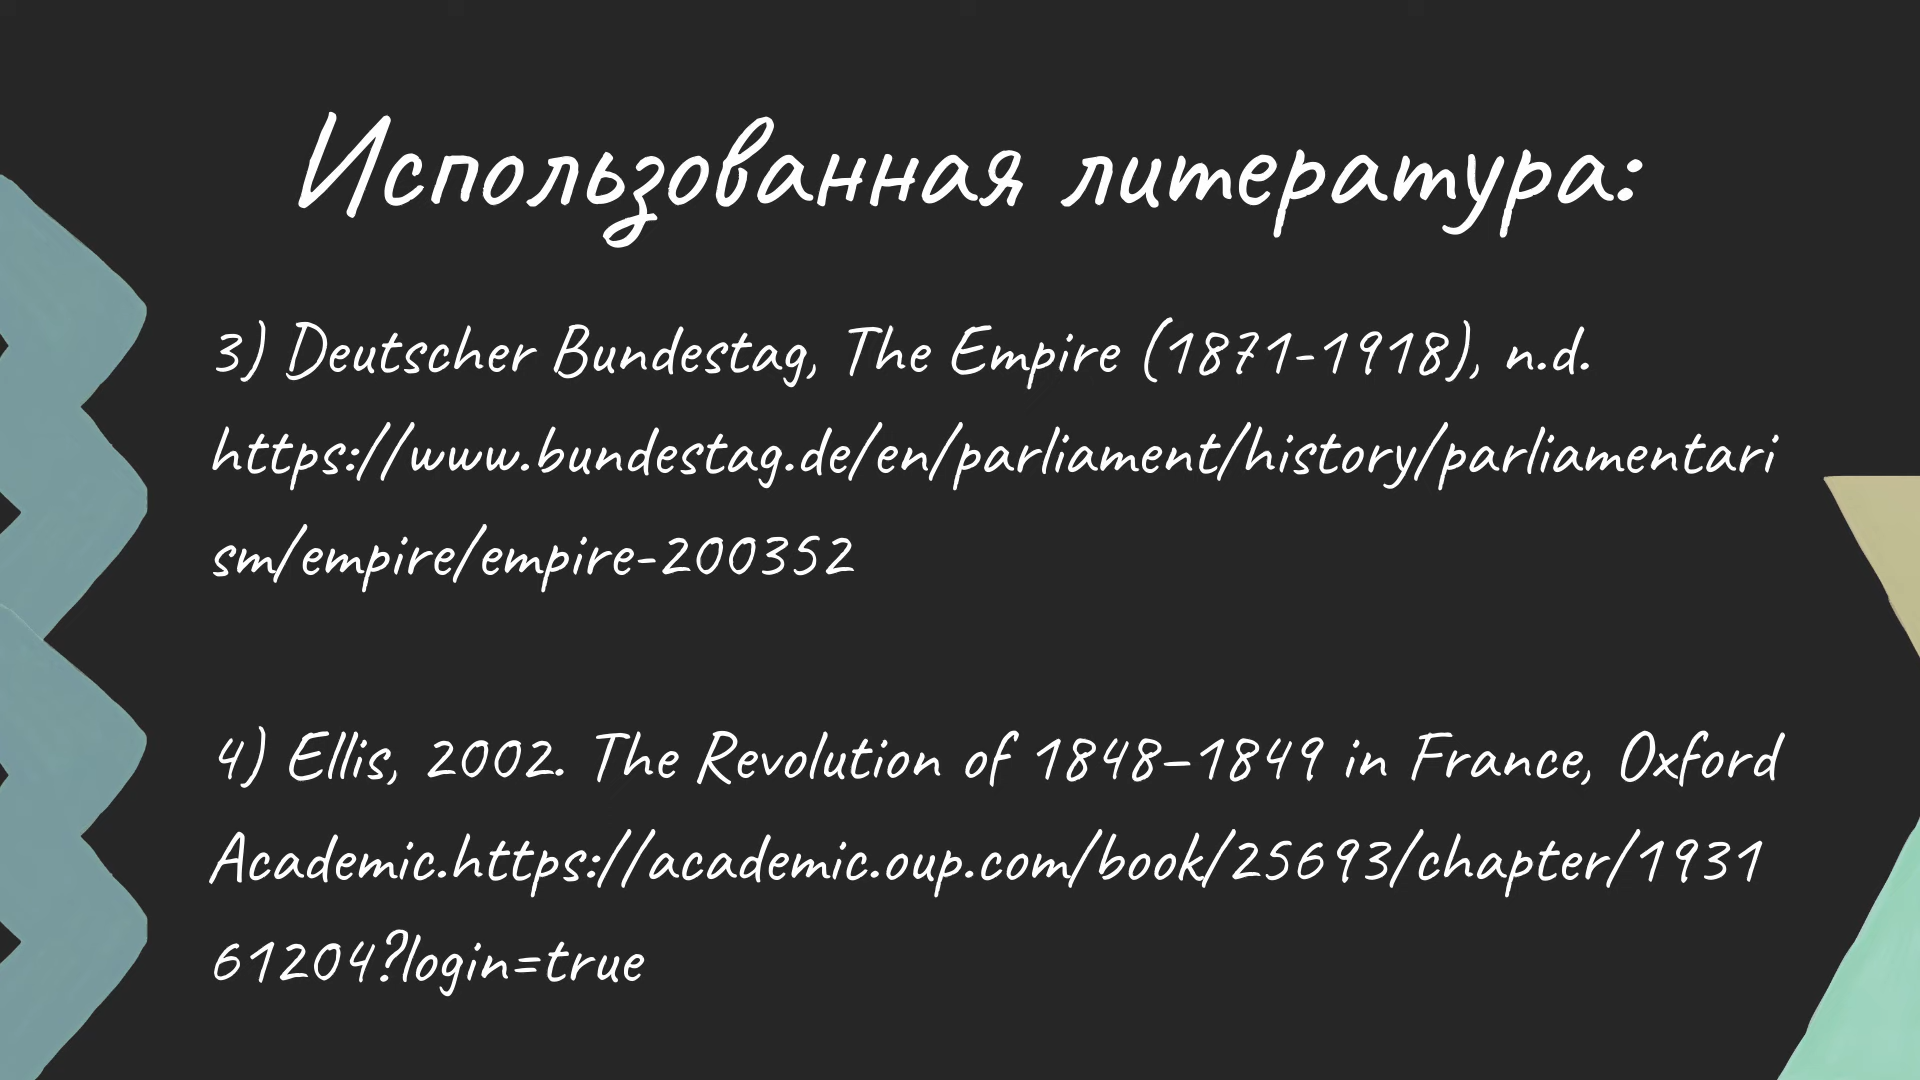 Использованная литература:
3) Deutscher Bundestag, The Empire (1871-1918), n.d.
https://www.bundestag.de/en/parliament/history/parliamentari
sm/empire/empire-200352
4) Ellis, 2002. The Revolution of 1848–1849 in France, Oxford
Academic.https://academic.oup.com/book/25693/chapter/1931
61204?login=true